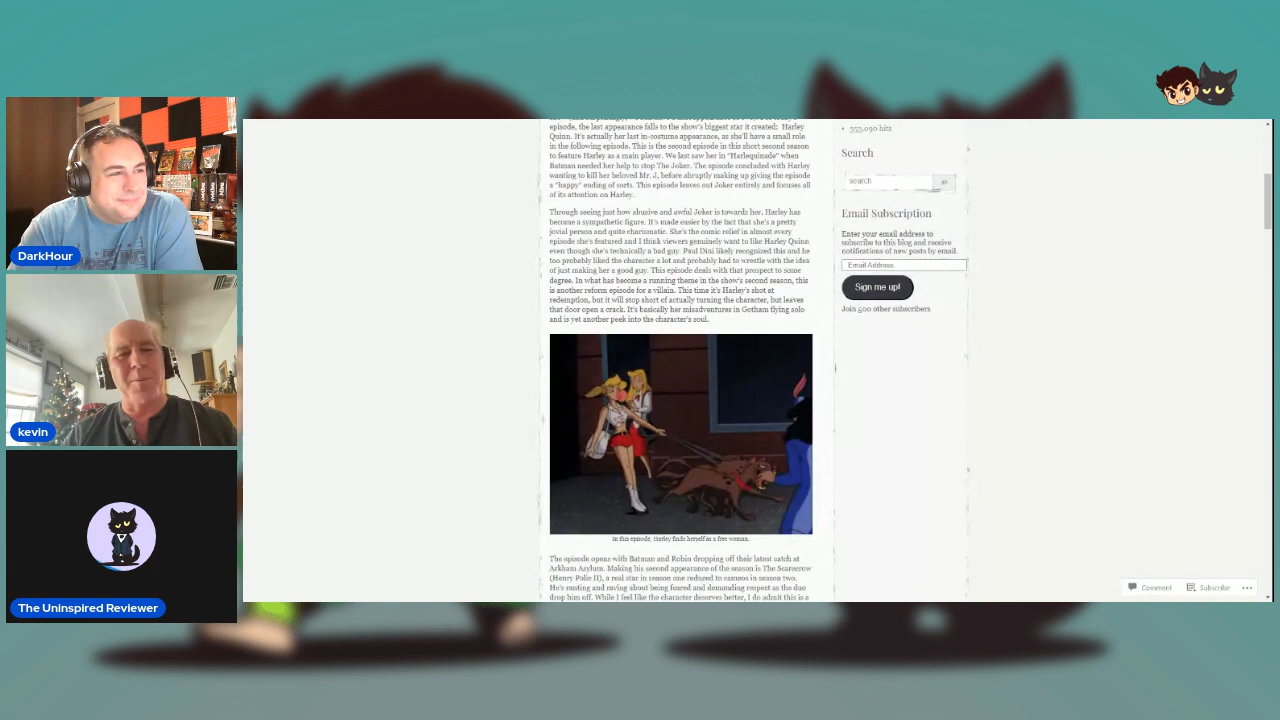 episode, the last appearance falls to the show's biggest star it created: Harley
Quinn. It's actually her last in-costume appearance, as she'll have a small role
in the following episode. This is the second episode in this short second season
to feature Harley as a main player. We last saw her in "Harlequinade" when
Batman needed her help to stop The Joker. The episode concluded with Harley
wanting to kill her beloved Mr. J, before abruptly making up giving the episode
a "happy" ending of sorts. This episode leaves out Joker entirely and focuses all
of its attention on Harley.
Through seeing just how abusive and awful Joker is towards her, Harley has
become a sympathetic figure. It's made easier by the fact that she's a pretty
jovial person and quite charismatic. She's the comic relief in almost every
episode she's featured and I think viewers genuinely want to like Harley Quinn
even though she's technically a bad guy. Paul Dini likely recognized this and he
too probably liked the character a lot and probably had to wrestle with the idea
of just making her a good guy. This episode deals with that prospect to some
degree. In what has become a running theme in the show's second season, this
is another reform episode for a villain. This time it's Harley's shot at
redemption, but it will stop short of actually turning the character, but leaves
that door open a crack. It's basically her misadventures in Gotham flying solo
and is yet another peek into the character's soul.
In this episode, Harley finds herself as a free woman.
The episode opens with Batman and Robin dropping off their latest catch at
Arkham Asylum. Making his second appearance of the season is The Scarecrow
(Henry Polic II), a real star in season one reduced to cameos in season two.
He's ranting and raving about being feared and demanding respect as the duo
drop him off. While I feel like the character deserves better, I do admit this is a
353,090 hits
Search
search
go
Email Subscription
Enter your email address to
subscribe to this blog and receive
notifications of new posts by email.
Email Address
Sign me up!
Join 500 other subscribers
Comment
Subscribe
DarkHour
kevin
The Uninspired Reviewer